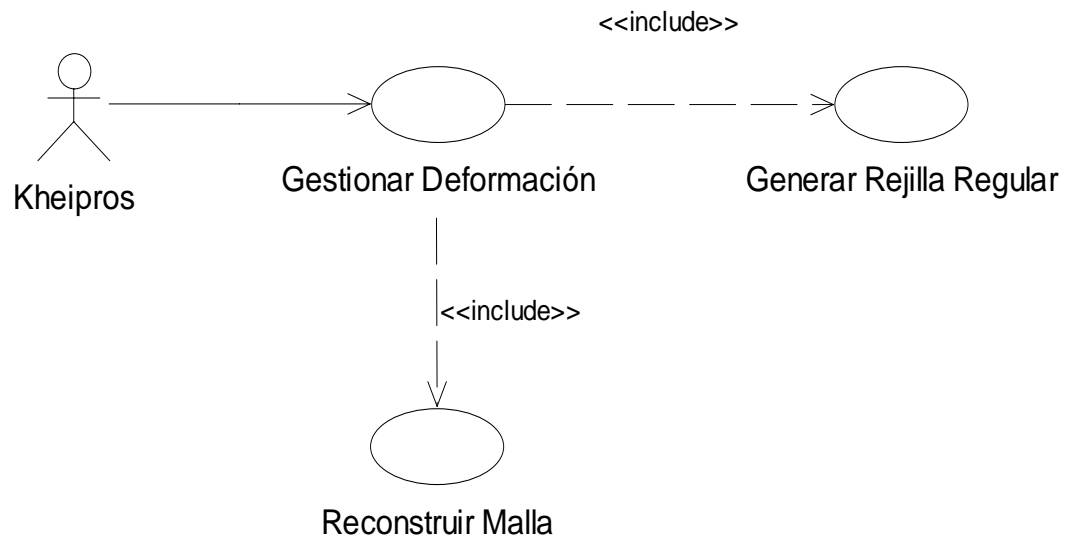 <<include>>
Kheipros
Gestionar Deformación
Generar Rejilla Regular
<<include>>
Reconstruir Malla